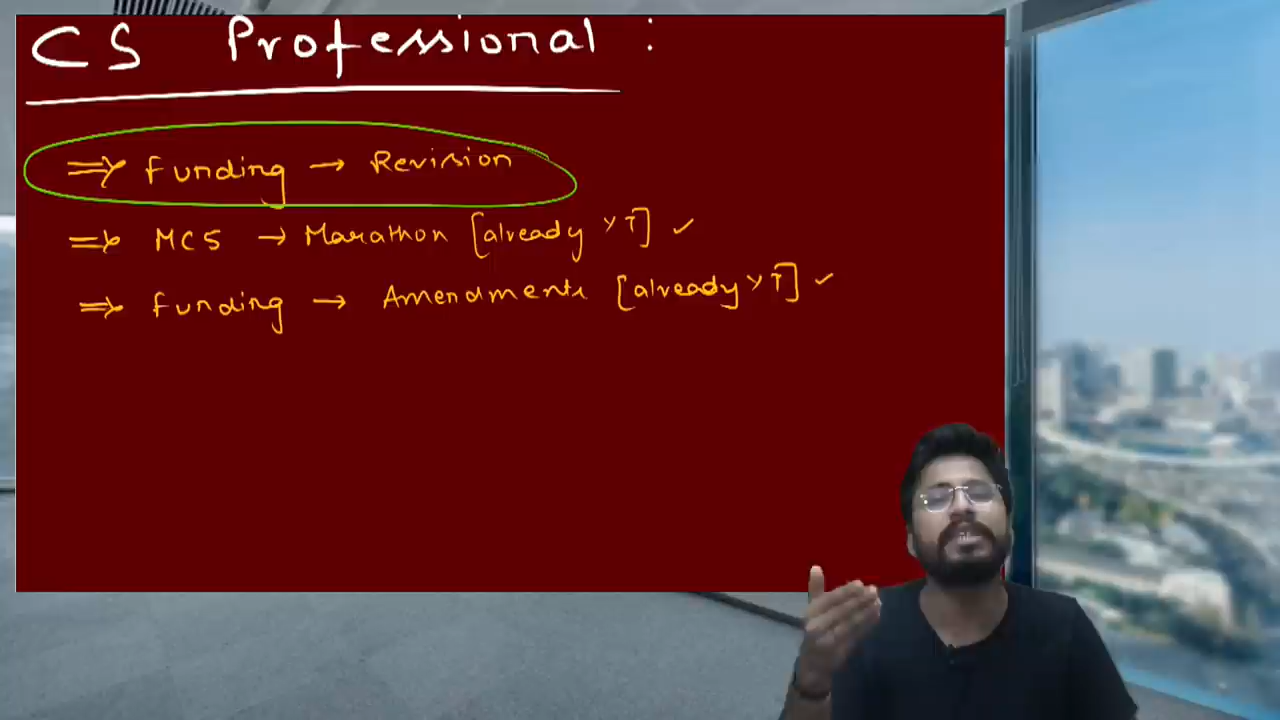 CS Professional :
⇒ Funding → Revision
⇒ MCS → Marathon [already YT] ✓
⇒ Funding → Amendments [already YT] ✓